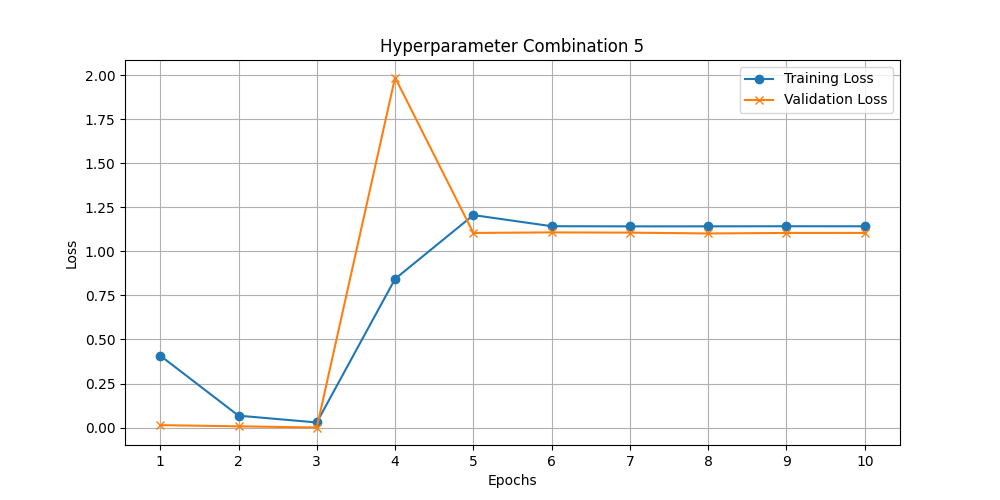 Hyperparameter Combination 5
Training Loss
Validation Loss
2.00
1.75
1.50
1.25
1.00
0.75
0.50
0.25
0.00
Loss
1 2 3 4 5 6 7 8 9 10
Epochs